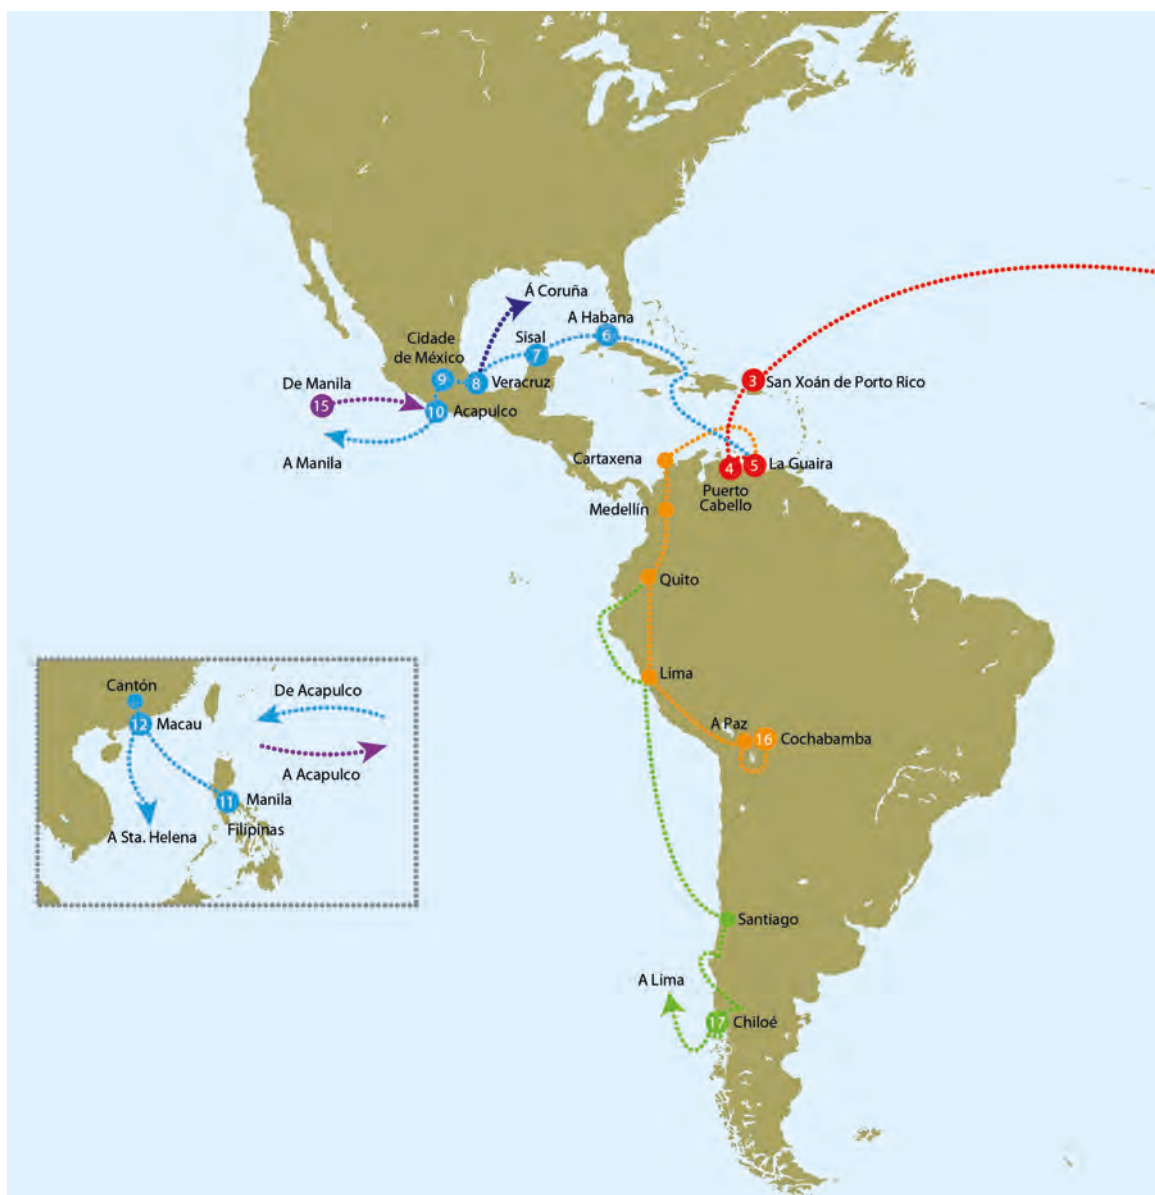 Á Coruña
A Habana
6
Sisal
7
Cidade
de México
9
8
Veracruz
3
San Xoán de Porto Rico
De Manila
15
10
Acapulco
A Manila
Cartaxena
4
5
La Guaira
Puerto
Cabello
Medellín
Quito
Lima
A Paz
16
Cochabamba
Cantón
De Acapulco
12
Macau
A Acapulco
11
Manila
Filipinas
A Sta. Helena
Santiago
A Lima
17
Chiloé